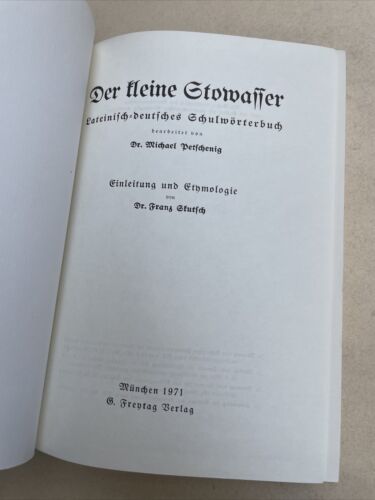 Der kleine Stowasser
Lateinisch-deutsches Schulwörterbuch
bearbeitet von
Dr. Michael Petschenig
Einleitung und Etymologie
von
Dr. Franz Skutsch
München 1971
G. Freytag Verlag